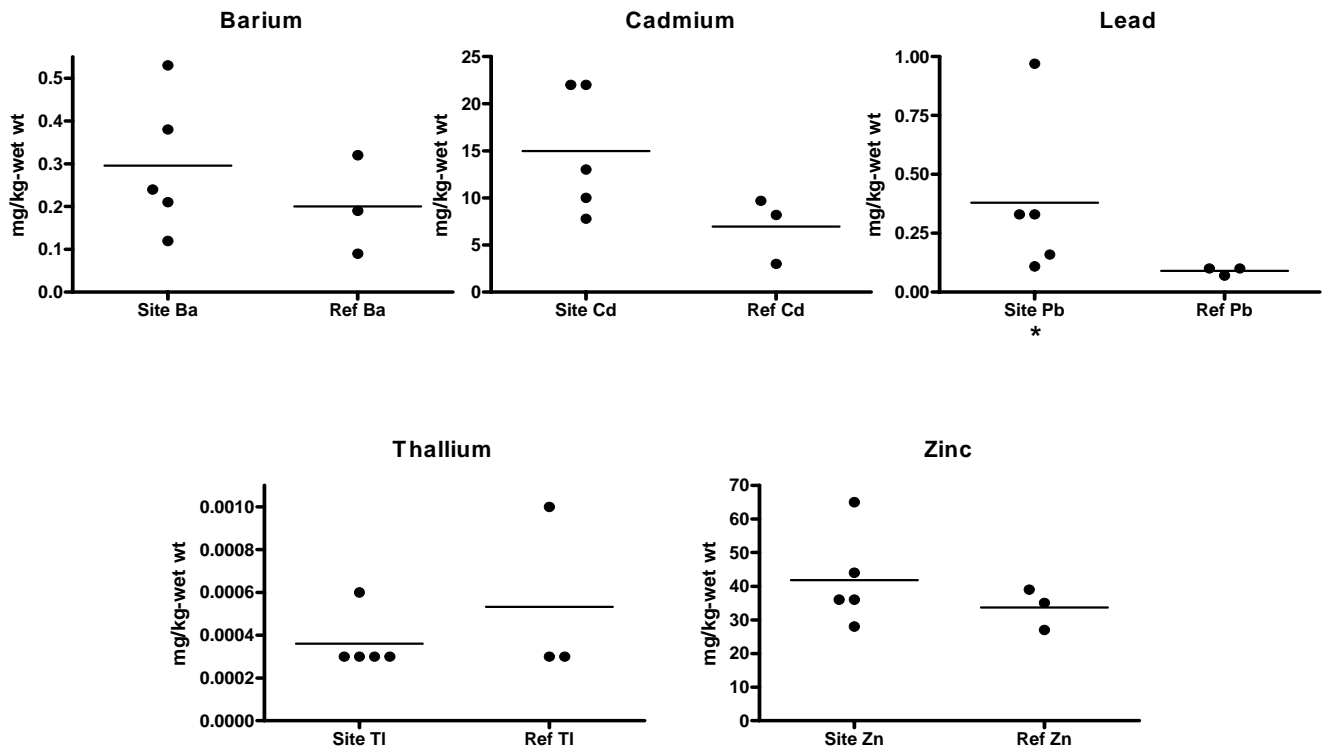 Barium
mg/kg-wet wt
0.5
0.4
0.3
0.2
0.1
0.0
Site Ba
Ref Ba
Cadmium
mg/kg-wet wt
25
20
15
10
5
0
Site Cd
Ref Cd
Lead
mg/kg-wet wt
1.00
0.75
0.50
0.25
0.00
Site Pb
*
Ref Pb
Thallium
mg/kg-wet wt
0.0010
0.0008
0.0006
0.0004
0.0002
0.0000
Site Tl
Ref Tl
Zinc
mg/kg-wet wt
70
60
50
40
30
20
10
0
Site Zn
Ref Zn